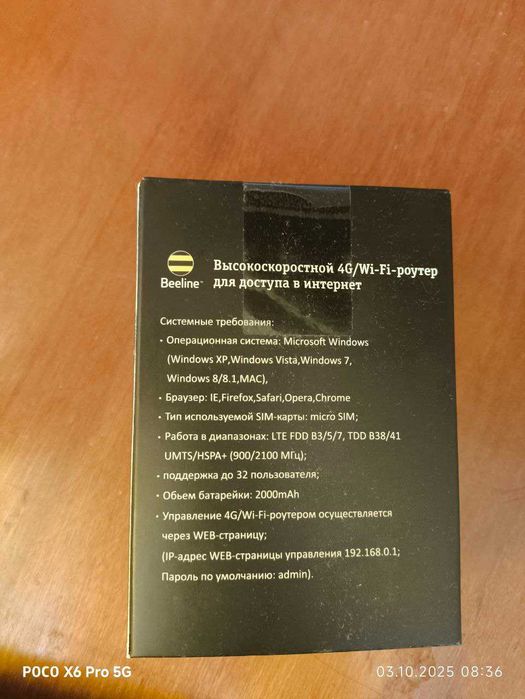 Beeline™
Высокоскоростной 4G/Wi-Fi-роутер
для доступа в интернет
Системные требования:
• Операционная система: Microsoft Windows
(Windows XP,Windows Vista,Windows 7,
Windows 8/8.1,MAC),
• Браузер: IE,Firefox,Safari,Opera,Chrome
• Тип используемой SIM-карты: micro SIM;
• Работа в диапазонах: LTE FDD B3/5/7, TDD B38/41
UMTS/HSPA+ (900/2100 МГц);
• поддержка до 32 пользователя;
• Обьем батарейки: 2000mAh
• Управление 4G/Wi-Fi-роутером осуществляется
через WEB-страницу;
(IP-адрес WEB-страницы управления 192.168.0.1;
Пароль по умолчанию: admin).
POCO X6 Pro 5G
03.10.2025 08:36